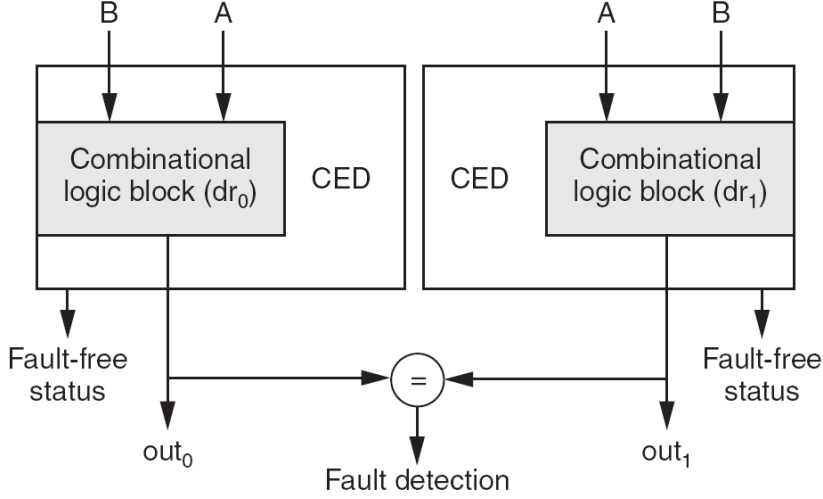 B A A B
Combinational
logic block (dr₀)
CED
CED
Combinational
logic block (dr₁)
Fault-free
status
=
Fault-free
status
out₀
Fault detection
out₁